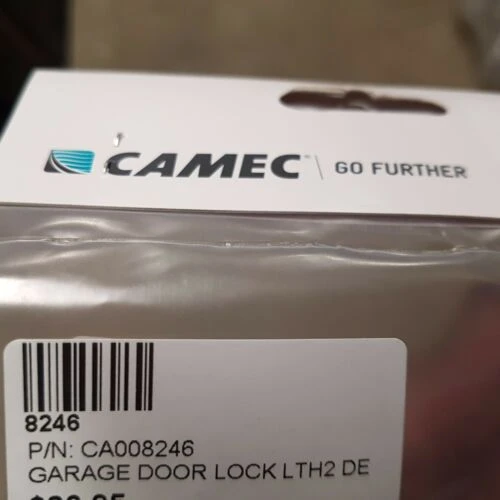 CAMEC | GO FURTHER
8246
P/N: CA008246
GARAGE DOOR LOCK LTH2 DE